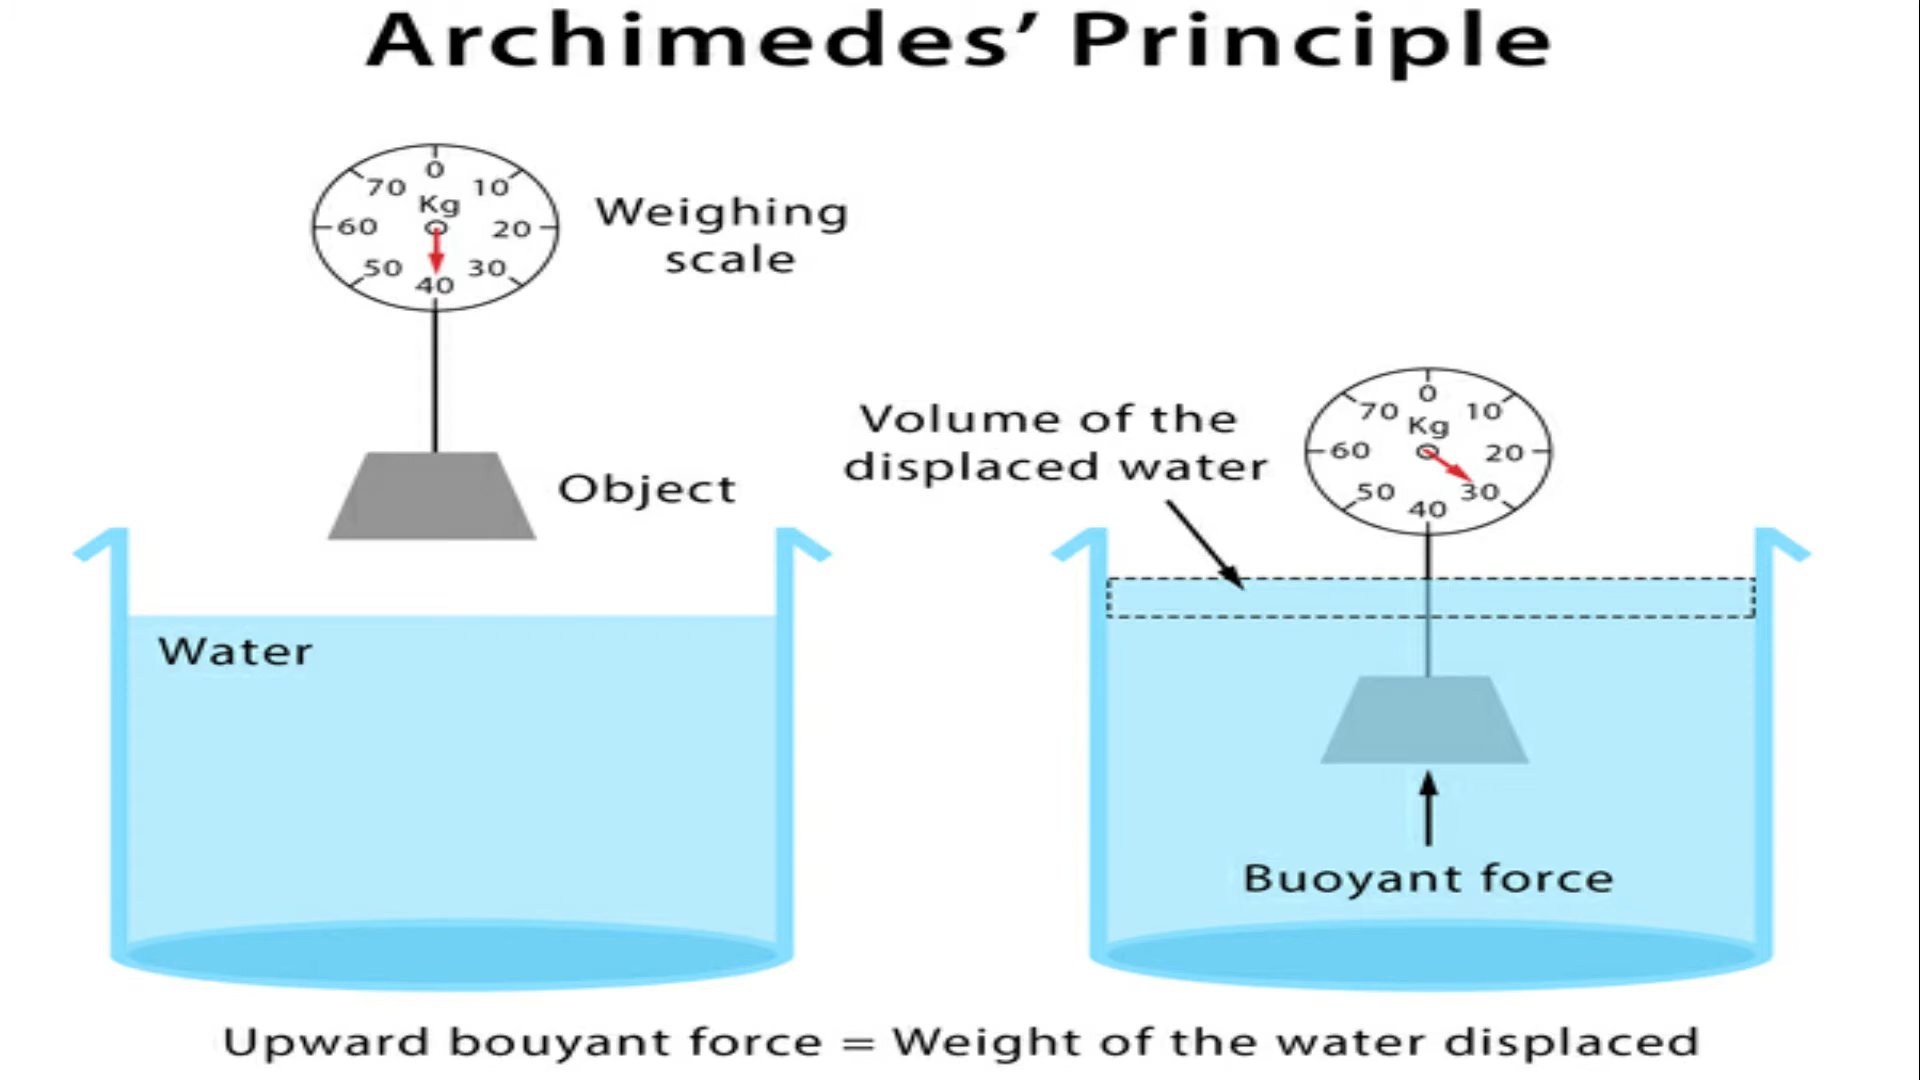 Archimedes’ Principle
0
70
10
Kg
60
20
50
30
40
Weighing
scale
Object
Water
Volume of the
displaced water
0
70
10
Kg
60
20
50
30
40
Buoyant force
Upward bouyant force = Weight of the water displaced